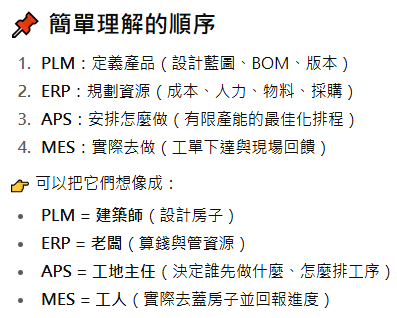 📌 簡單理解的順序
1. PLM：定義產品（設計藍圖、BOM、版本）
2. ERP：規劃資源（成本、人力、物料、採購）
3. APS：安排怎麼做（有限產能的最佳化排程）
4. MES：實際去做（工單下達與現場回饋）
👉 可以把它們想像成：
• PLM = 建築師（設計房子）
• ERP = 老闆（算錢與管資源）
• APS = 工地主任（決定誰先做什麼、怎麼排工序）
• MES = 工人（實際去蓋房子並回報進度）